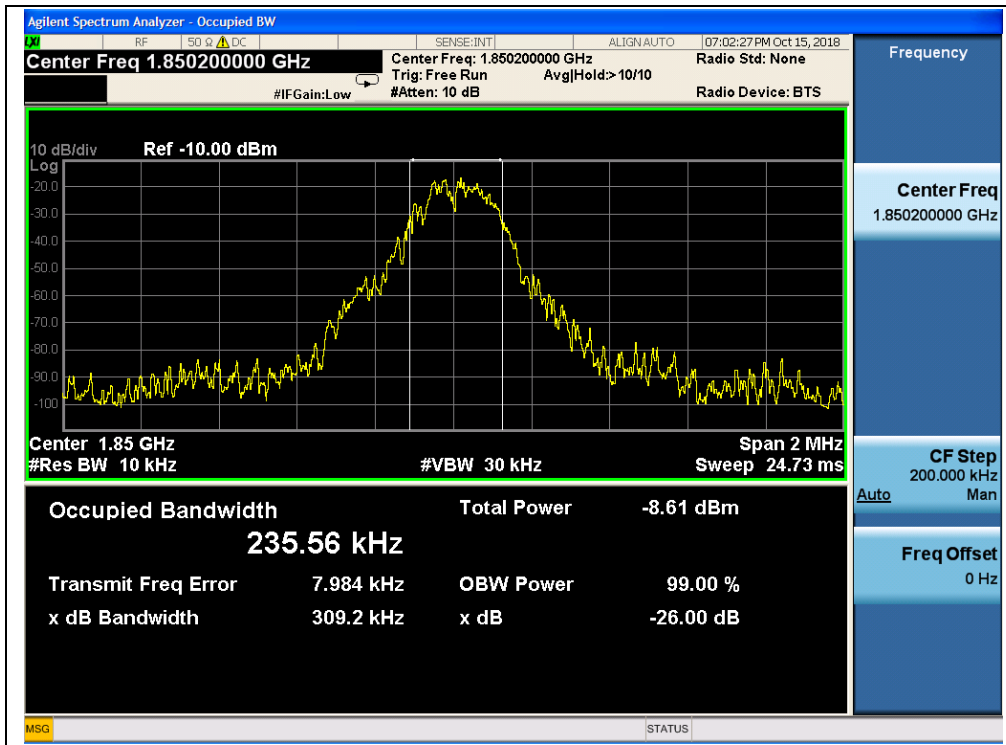 Agilent Spectrum Analyzer - Occupied BW
LXI RF 50 Ω DC SENSE:INT ALIGN AUTO 07:02:27 PM Oct 15, 2018
Center Freq 1.850200000 GHz
Center Freq: 1.850200000 GHz
Radio Std: None
Trig: Free Run Avg|Hold:>10/10
#IFGain:Low
#Atten: 10 dB
Radio Device: BTS
Frequency
10 dB/div Ref -10.00 dBm
Log
-20.0
-30.0
-40.0
-50.0
-60.0
-70.0
-80.0
-90.0
-100
Center 1.85 GHz Span 2 MHz
#Res BW 10 kHz #VBW 30 kHz Sweep 24.73 ms
Occupied Bandwidth Total Power -8.61 dBm
235.56 kHz
Transmit Freq Error 7.984 kHz OBW Power 99.00 %
x dB Bandwidth 309.2 kHz x dB -26.00 dB
Center Freq
1.850200000 GHz
CF Step
200.000 kHz
Auto Man
Freq Offset
0 Hz
MSG STATUS